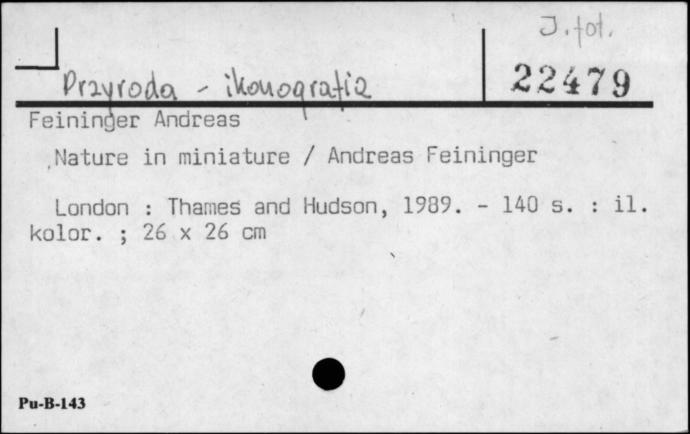 J. fot.
Przyroda - ikonografia
22479
Feininger Andreas
Nature in miniature / Andreas Feininger
London : Thames and Hudson, 1989. - 140 s. : il.
kolor. ; 26 x 26 cm
Pu-B-143